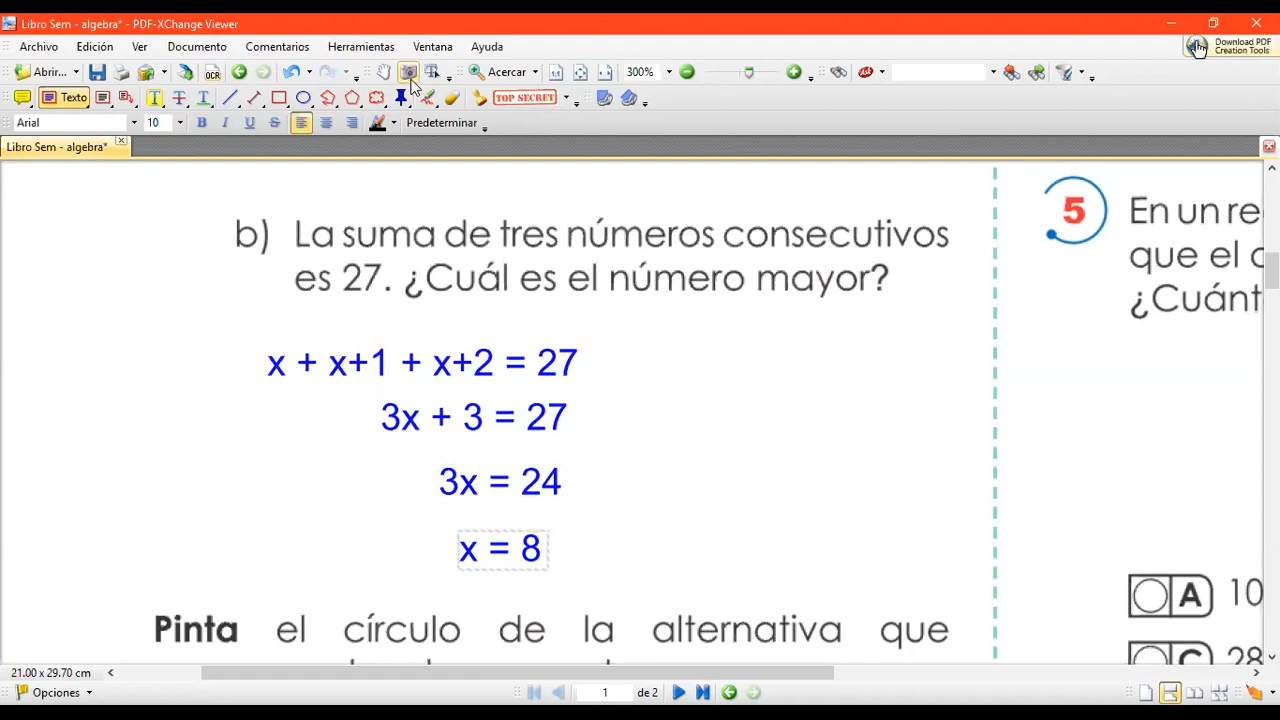 Libro Sem - algebra* - PDF-XChange Viewer
Archivo Edición Ver Documento Comentarios Herramientas Ventana Ayuda
Download PDF
Creation Tools
Abrir... OCR Acercar 300%
Texto TOP SECRET
Arial 10 B I U S Predeterminar
Libro Sem - algebra*
b) La suma de tres números consecutivos
es 27. ¿Cuál es el número mayor?
x + x+1 + x+2 = 27
3x + 3 = 27
3x = 24
x = 8
Pinta el círculo de la alternativa que
5 En un re
que el
¿Cuánt
A 10
C 28
21.00 x 29.70 cm
Opciones 1 de 2